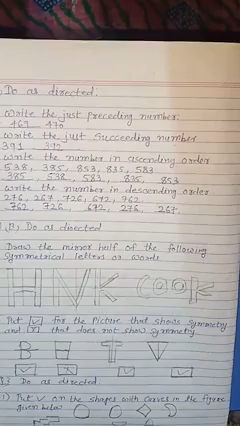 Do as directed.
Write the just preceding number.
469 470
Write the just Succeeding number
391 392
Write the number in ascending order
538, 385, 853, 835, 583
385 538, 583, 835, 853
Write the number in descending order
276, 267, 726, 672, 762
762, 726 672, 276 267.
Do as directed
Draw the mirror half of the following
Symmetrical letters or words
HNK COOK
Put ✓ for the Picture that shows Symmetry
and ✗ that does not show symmetry
B
T
Do as directed
1) Put ✓ on the shapes with curves in the figure
given below